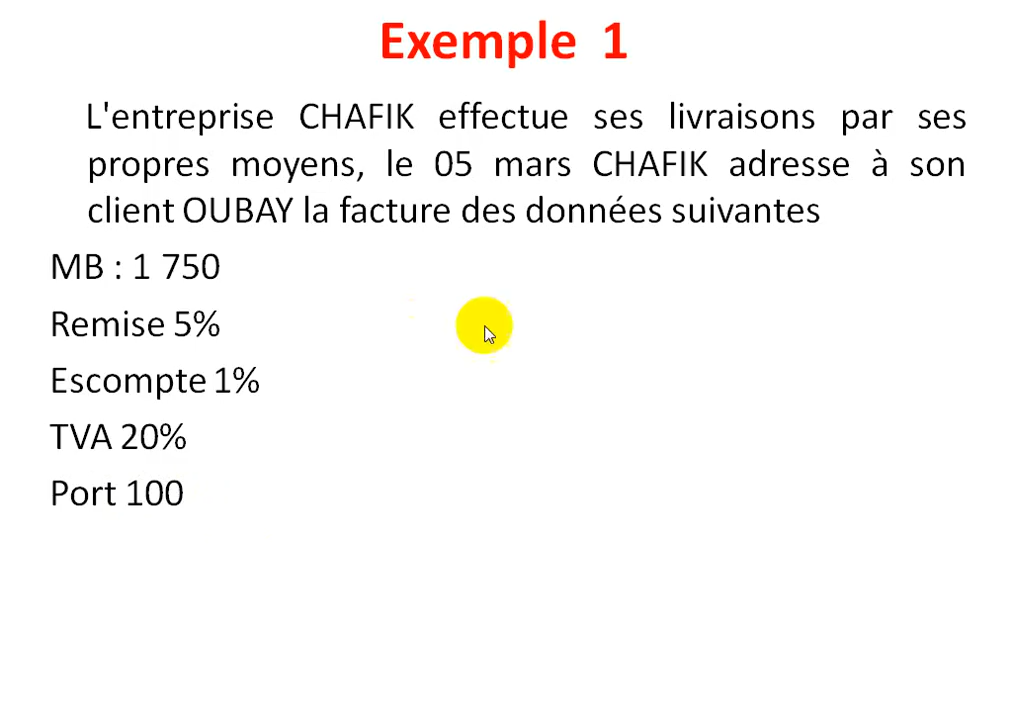 Exemple 1
L'entreprise CHAFIK effectue ses livraisons par ses
propres moyens, le 05 mars CHAFIK adresse à son
client OUBAY la facture des données suivantes
MB : 1 750
Remise 5%
Escompte 1%
TVA 20%
Port 100